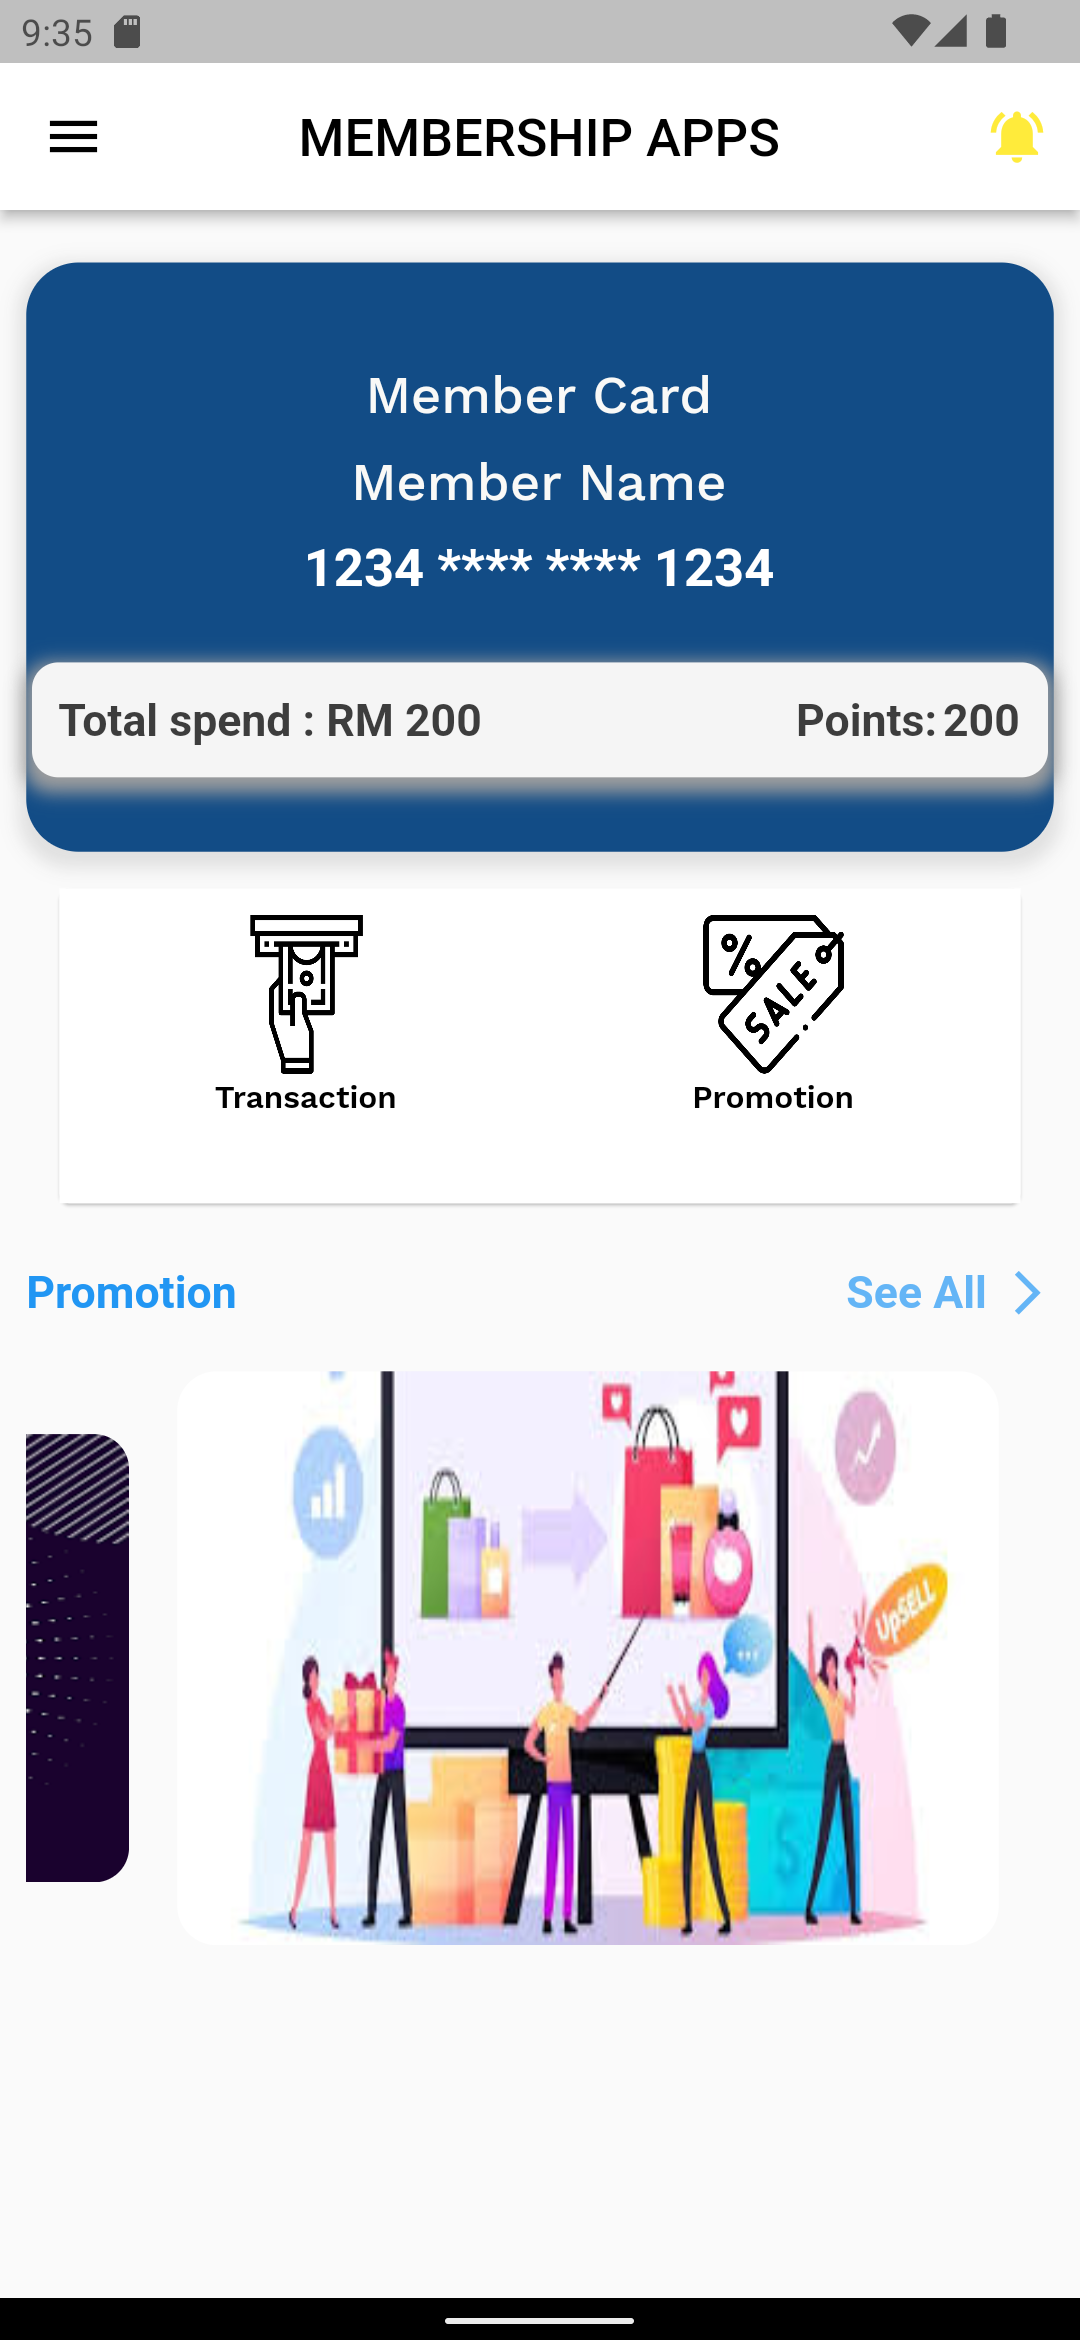 9:35
MEMBERSHIP APPS
Member Card
Member Name
1234 **** **** 1234
Total spend : RM 200 Points: 200
% SALE
Transaction Promotion
Promotion See All
UpSELL
$